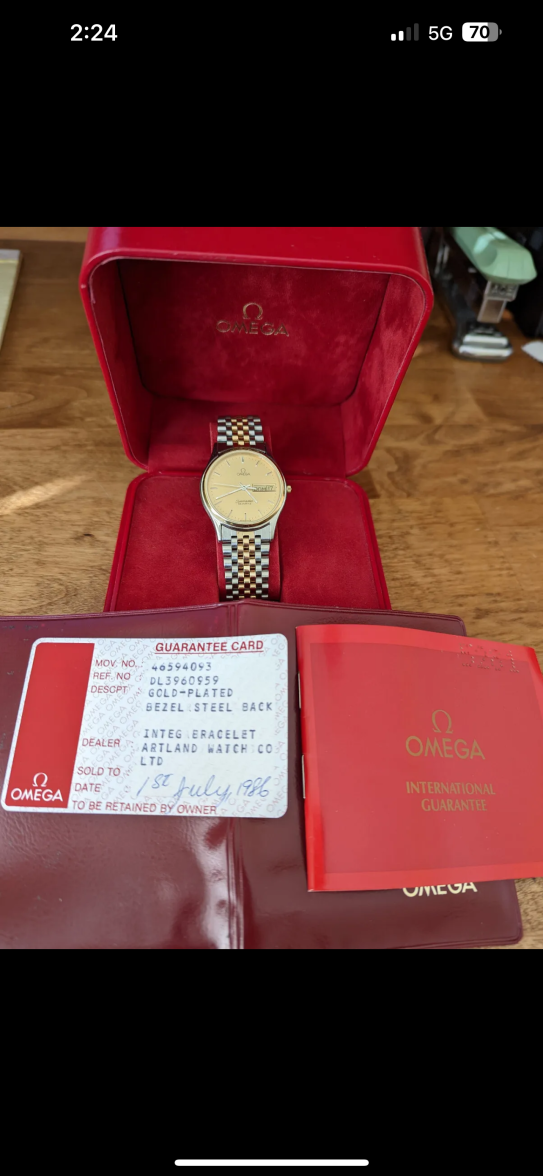 2:24
5G 70
Ω
OMEGA
GUARANTEE CARD
MOV. NO.: 46594093
REF. NO DL3960959
DESCPT : GOLD-PLATED
BEZEL STEEL BACK
INTEG BRACELET
DEALER : ARTLAND WATCH CO
LTD
SOLD TO :
DATE : 1st July 1986
TO BE RETAINED BY OWNER
Ω
OMEGA
Ω
OMEGA
INTERNATIONAL
GUARANTEE
OMEGA